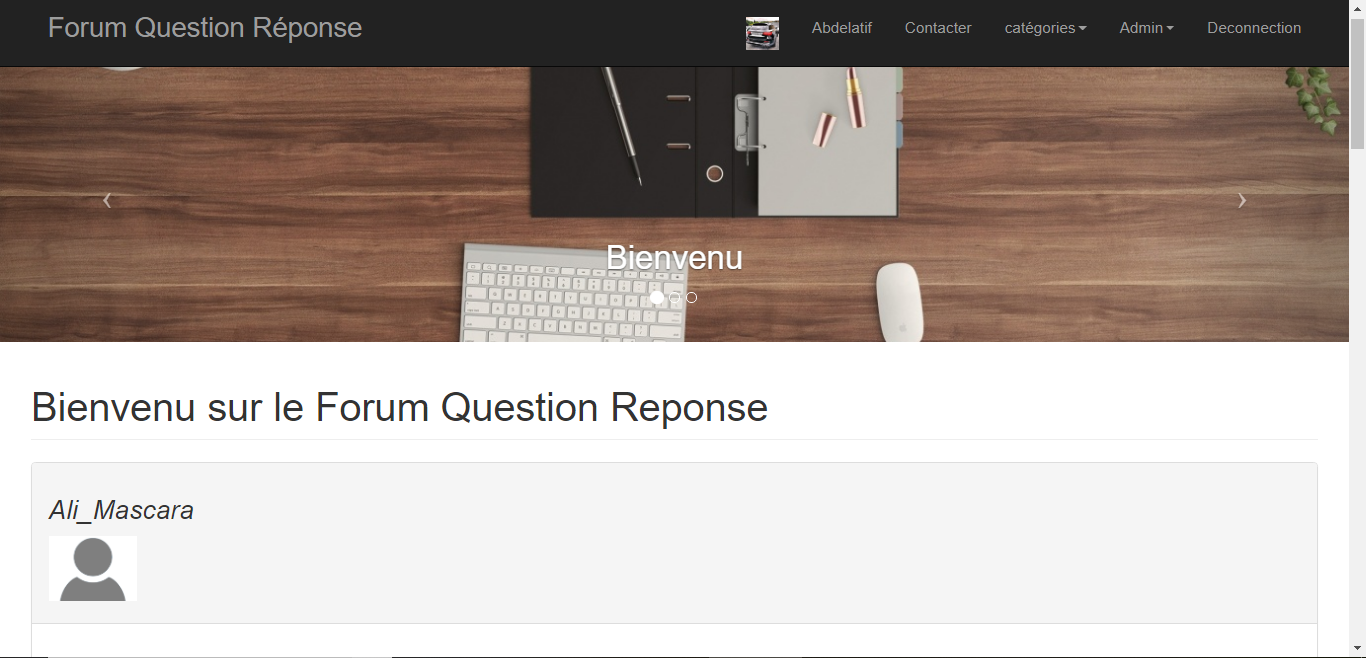 Forum Question Réponse
Abdelatif Contacter catégories Admin Deconnection
Bienvenu
Bienvenu sur le Forum Question Reponse
Ali_Mascara